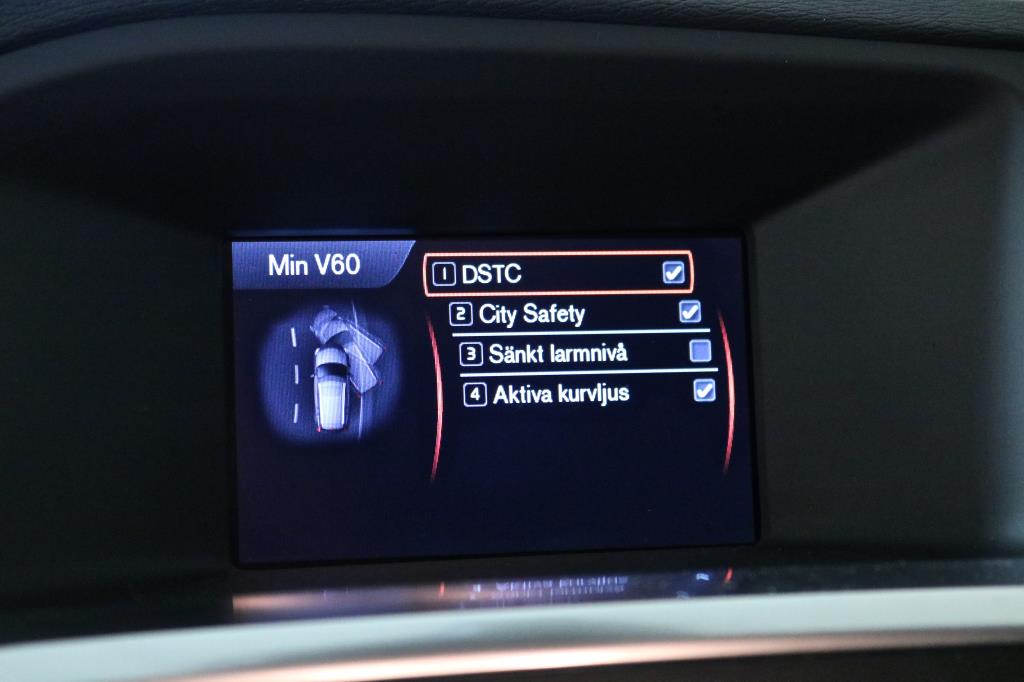 Min V60
1 DSTC
2 City Safety
3 Sänkt larmnivå
4 Aktiva kurvljus